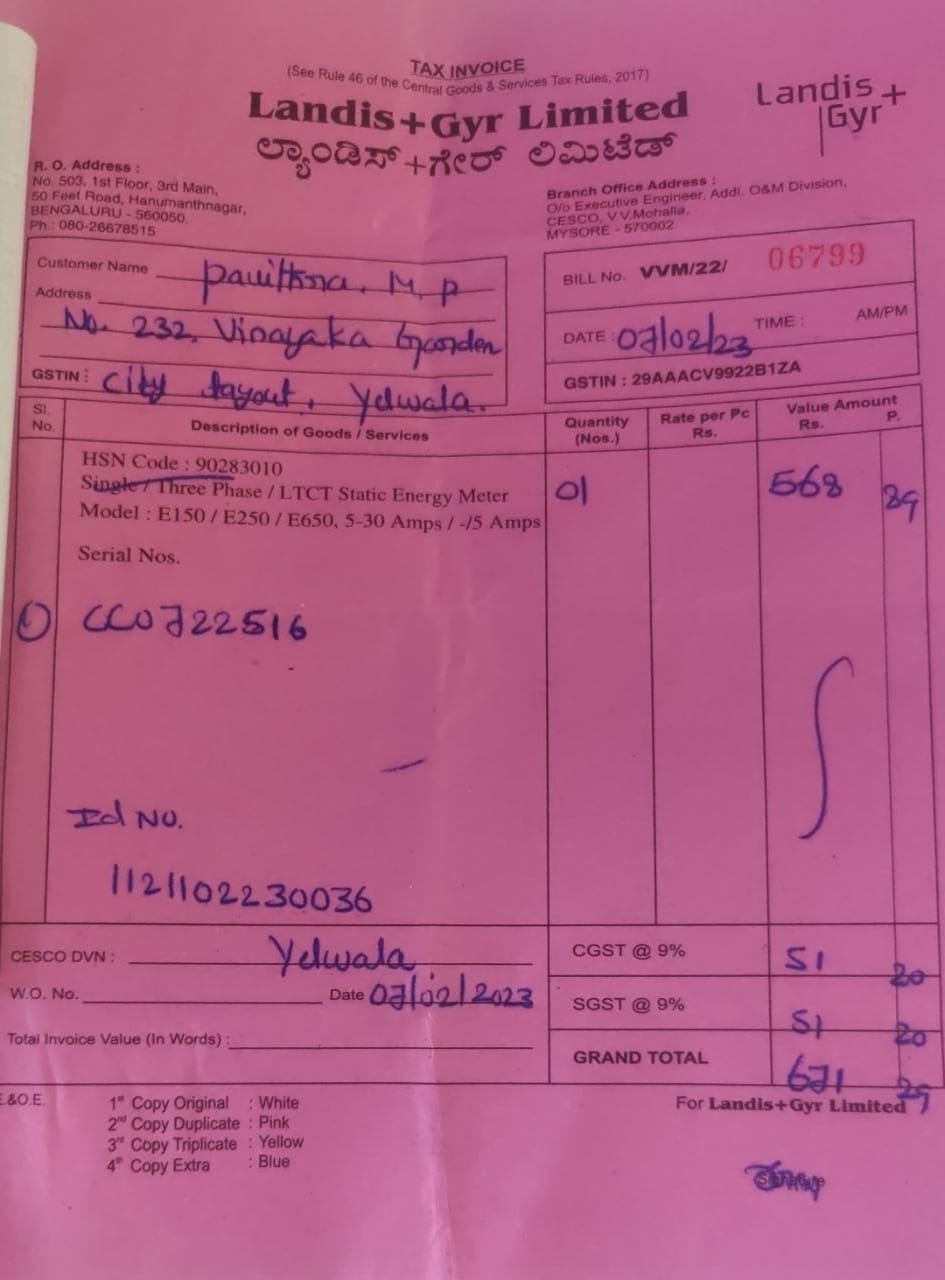 TAX INVOICE
(See Rule 46 of the Central Goods & Services Tax Rules, 2017)
Landis+Gyr Limited
ಲ್ಯಾಂಡಿಸ್+ಗೇರ್ ಲಿಮಿಟೆಡ್
Landis
Gyr+
R. O. Address :
No. 503, 1st Floor, 3rd Main,
50 Feet Road, Hanumanthnagar,
BENGALURU - 560050.
Ph.: 080-26678515
Branch Office Address :
O/o Executive Engineer, Addl. O&M Division,
CESCO, V.V.Mohalla,
MYSORE - 570002.
Customer Name Pavithra. M. P
Address
No. 232, Vinayaka Garden
GSTIN : City Layout, Yelwala.
BILL No. VVM/22/ 06799
DATE : 07/02/23 TIME : AM/PM
GSTIN : 29AAACV9922B1ZA
Sl. No. Description of Goods / Services Quantity (Nos.) Rate per Pc Rs. Value Amount Rs. P.
HSN Code : 90283010
Single / Three Phase / LTCT Static Energy Meter 01 568 89
Model : E150 / E250 / E650, 5-30 Amps / -/5 Amps
Serial Nos.
1) CC0722516
Id NO.
1121102230036
CESCO DVN : Yelwala
W.O. No. Date 07/02/2023
Total Invoice Value (In Words) :
CGST @ 9% 51 20
SGST @ 9% 51 20
GRAND TOTAL 671 29
E.&O.E.
1st Copy Original : White
2nd Copy Duplicate : Pink
3rd Copy Triplicate : Yellow
4th Copy Extra : Blue
For Landis+Gyr Limited